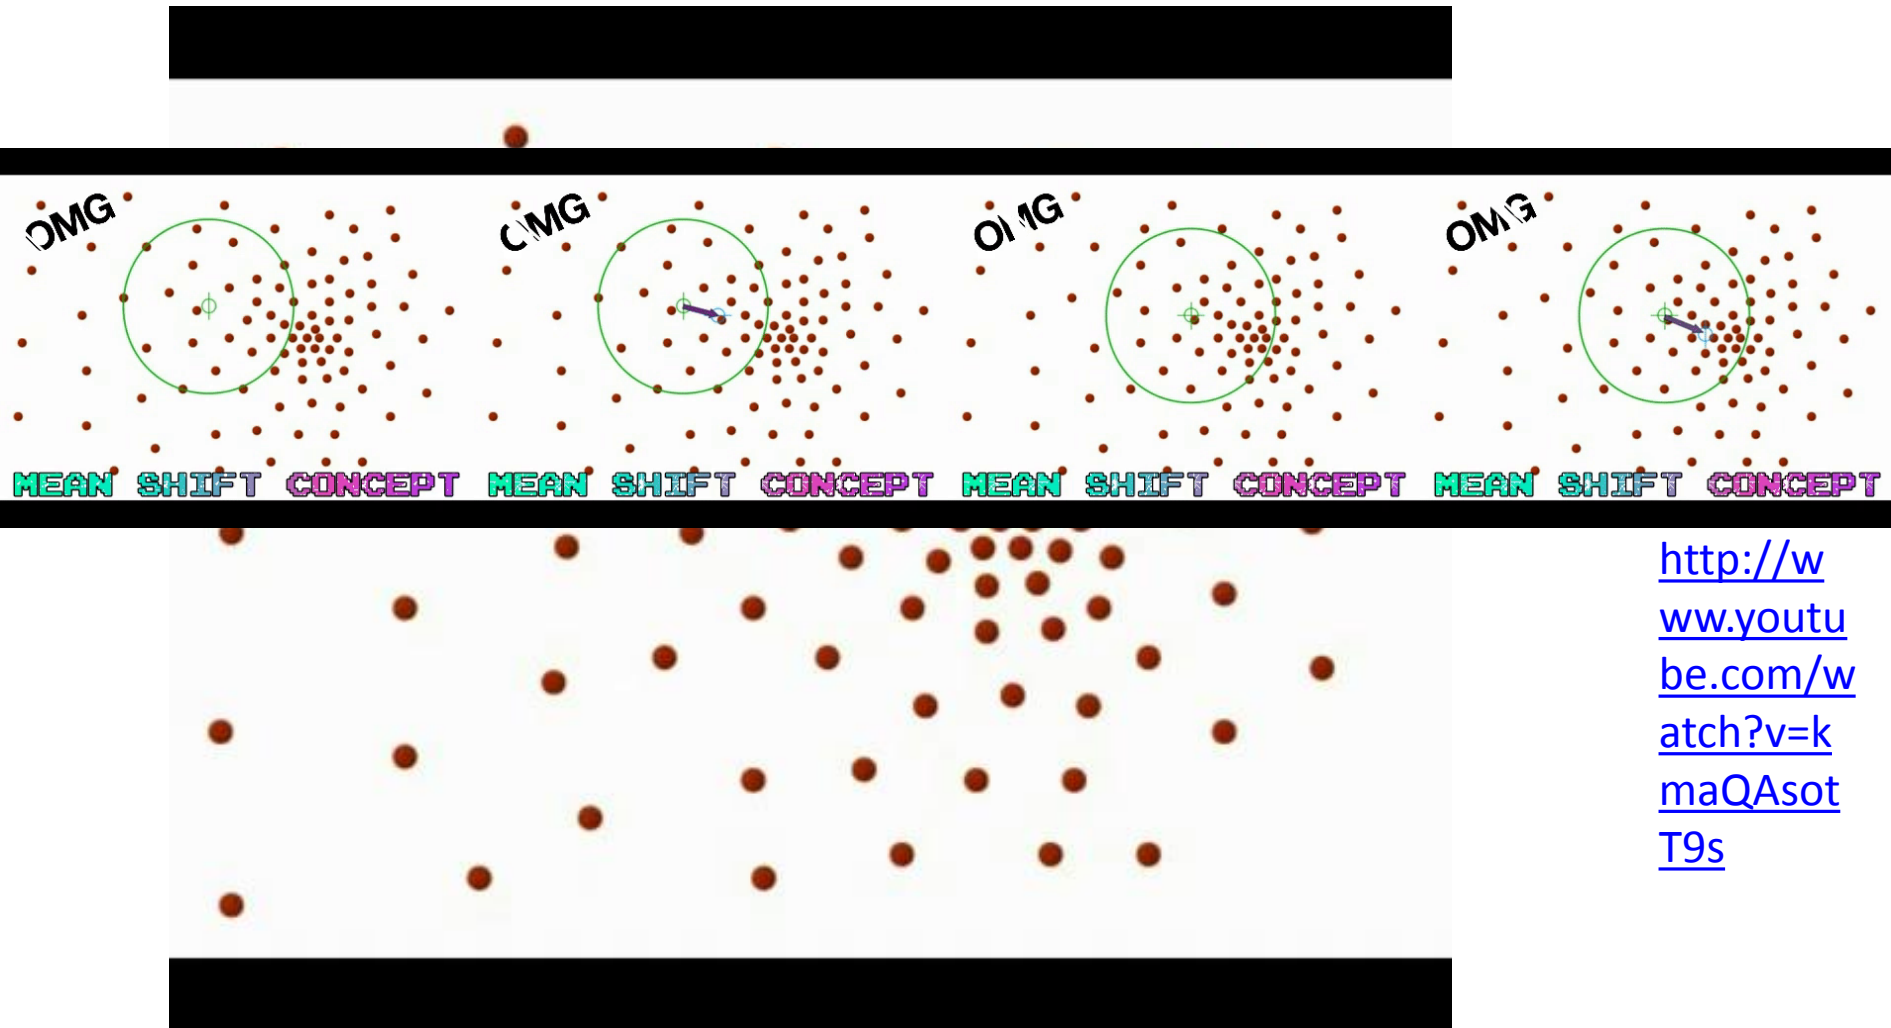 OMG OMG OMG OMG
MEAN SHIFT CONCEPT MEAN SHIFT CONCEPT MEAN SHIFT CONCEPT MEAN SHIFT CONCEPT
http://w
ww.youtu
be.com/w
atch?v=k
maQAsot
T9s